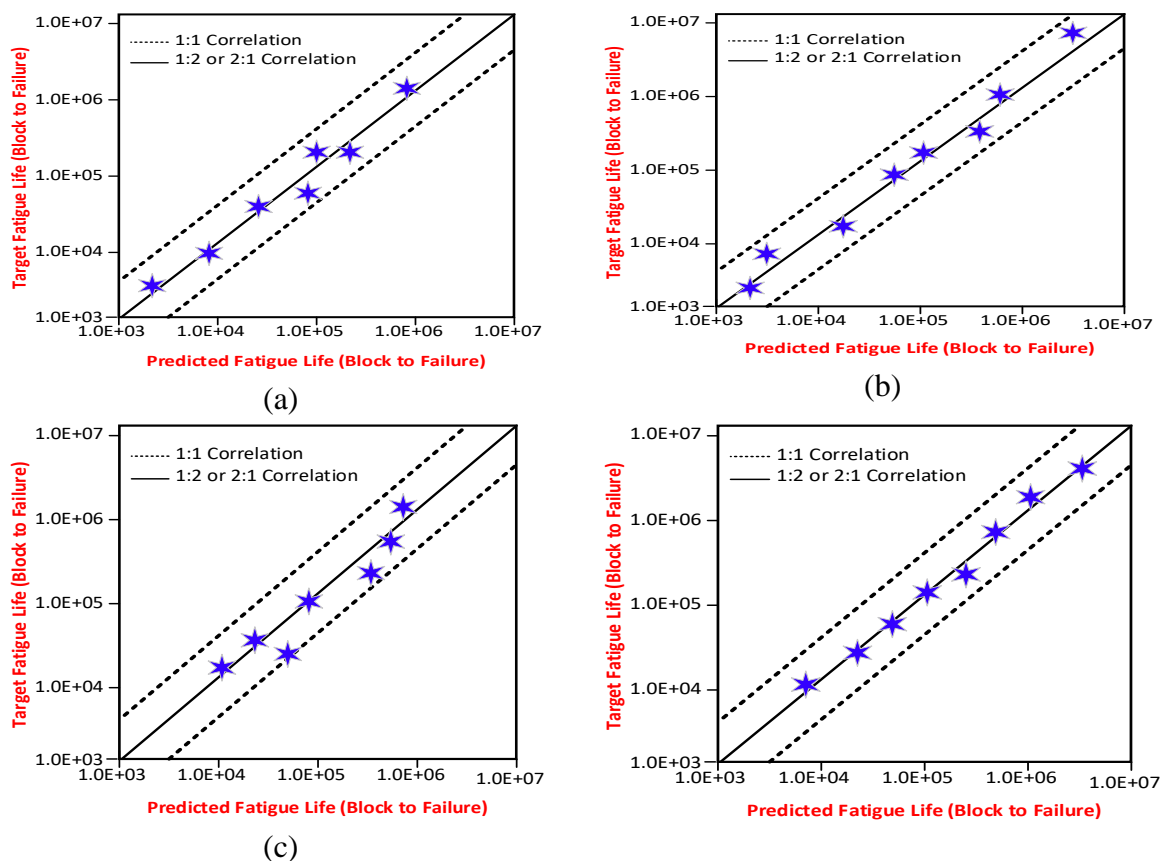 1.0E+07
1.0E+06
1.0E+05
1.0E+04
1.0E+03
Target Fatigue Life (Block to Failure)
1:1 Correlation
1:2 or 2:1 Correlation
1.0E+03 1.0E+04 1.0E+05 1.0E+06 1.0E+07
Predicted Fatigue Life (Block to Failure)
(a)
1.0E+07
1.0E+06
1.0E+05
1.0E+04
1.0E+03
Target Fatigue Life (Block to Failure)
1:1 Correlation
1:2 or 2:1 Correlation
1.0E+03 1.0E+04 1.0E+05 1.0E+06 1.0E+07
Predicted Fatigue Life (Block to Failure)
(b)
1.0E+07
1.0E+06
1.0E+05
1.0E+04
1.0E+03
Target Fatigue Life (Block to Failure)
1:1 Correlation
1:2 or 2:1 Correlation
1.0E+03 1.0E+04 1.0E+05 1.0E+06 1.0E+07
Predicted Fatigue Life (Block to Failure)
(c)
1.0E+07
1.0E+06
1.0E+05
1.0E+04
1.0E+03
Target Fatigue Life (Block to Failure)
1:1 Correlation
1:2 or 2:1 Correlation
1.0E+03 1.0E+04 1.0E+05 1.0E+06 1.0E+07
Predicted Fatigue Life (Block to Failure)